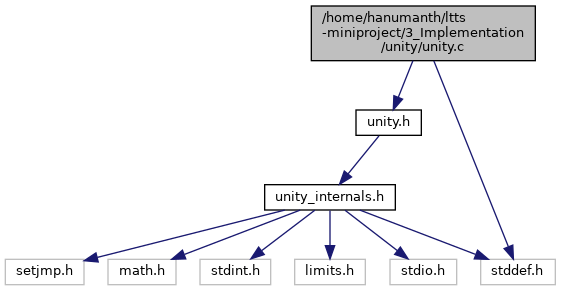 /home/hanumanth/ltts
-miniproject/3_Implementation
/unity/unity.c
unity.h
unity_internals.h
setjmp.h
math.h
stdint.h
limits.h
stdio.h
stddef.h